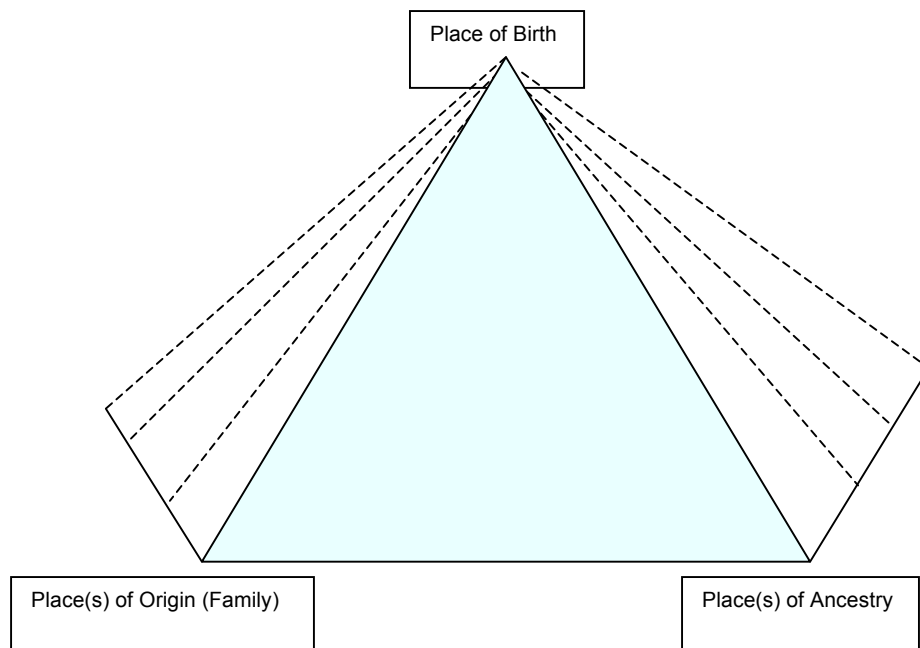 Place of Birth
Place(s) of Origin (Family)
Place(s) of Ancestry